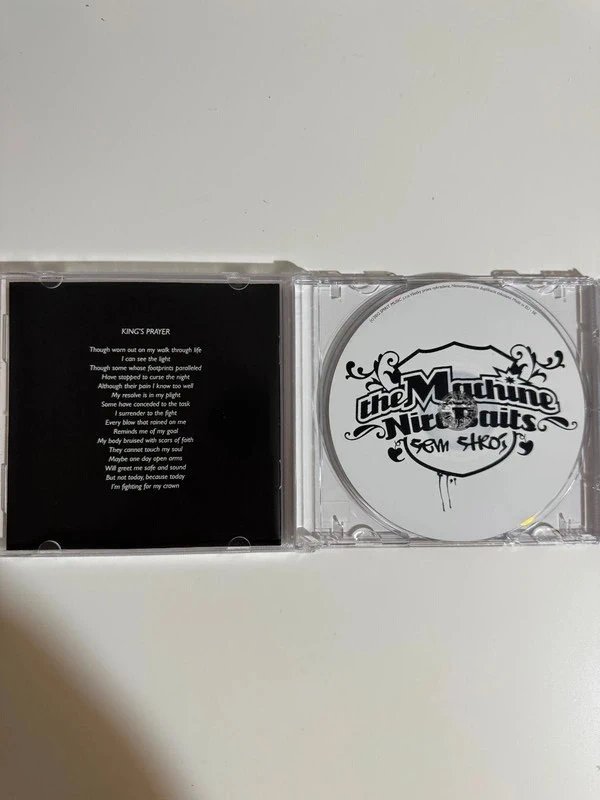 KING'S PRAYER
Though worn out on my walk through life
I can see the light
Though some whose footprints paralleled
Have stopped to curse the night
Although their pain I know too well
My resolve is in my plight
Some have conceded to the task
I surrender to the fight
Every blow that rained on me
Reminds me of my goal
My body bruised with scars of faith
They cannot touch my soul
Maybe one day open arms
Will greet me safe and sound
But not today, because today
I'm fighting for my crown
the Machine
Niro Baits
sem stroj